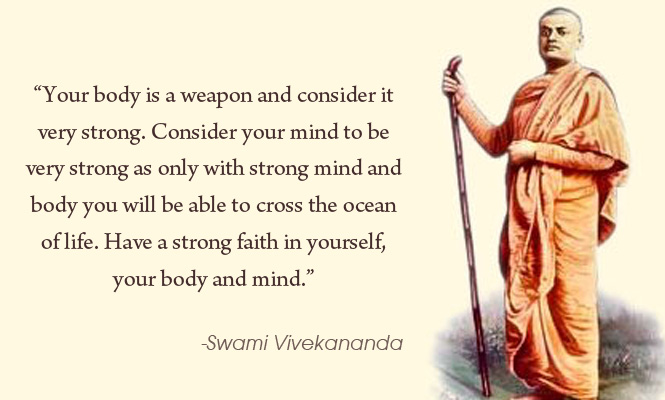 “Your body is a weapon and consider it
very strong. Consider your mind to be
very strong as only with strong mind and
body you will be able to cross the ocean
of life. Have a strong faith in yourself,
your body and mind.”
-Swami Vivekananda